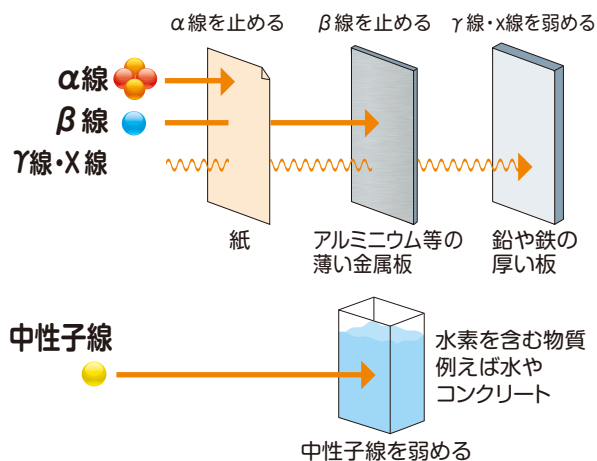 α線を止める
β線を止める
γ線・x線を弱める
α線
β線
γ線・X線
紙
アルミニウム等の
薄い金属板
鉛や鉄の
厚い板
中性子線
水素を含む物質
例えば水や
コンクリート
中性子線を弱める